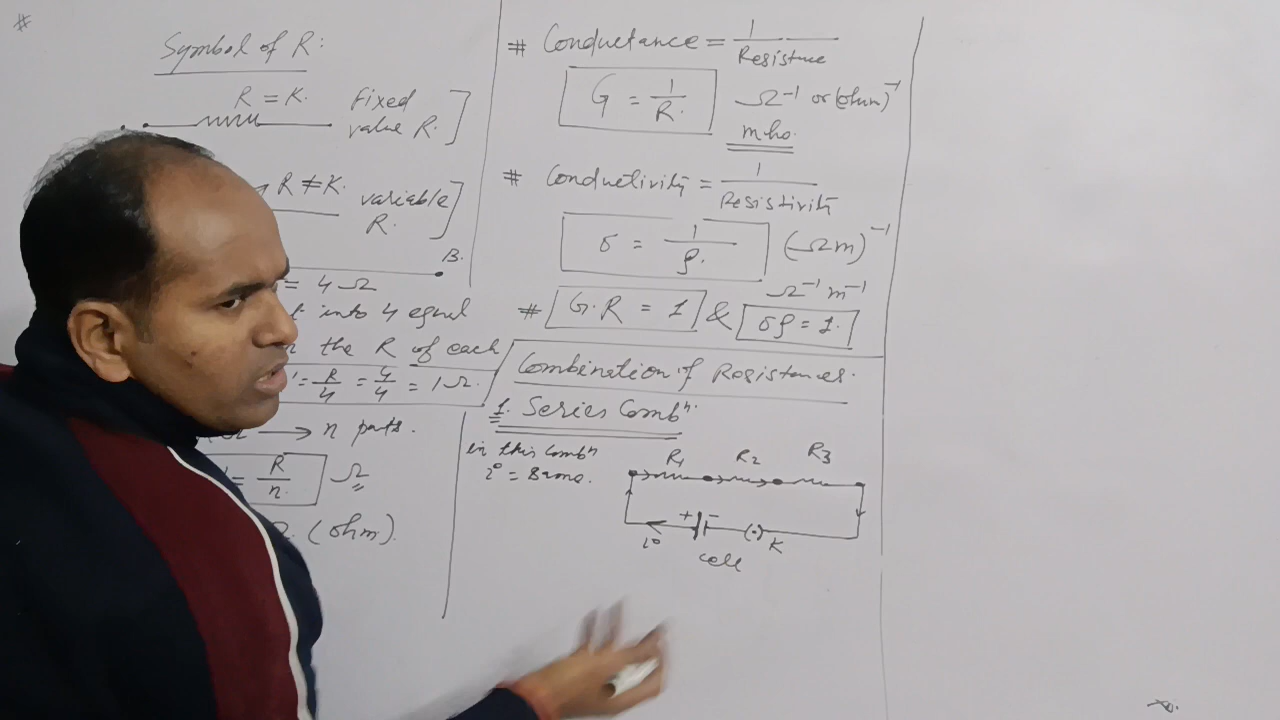 #
Symbol of R:
R = K. Fixed
value R.
R ≠ K. variable
R.
B.
= 4 Ω
t into 4 equal
the R of each
= R/4 = 4/4 = 1 Ω.
→ n parts.
= R/n. Ω
(ohm).
# Conductance = 1/Resistance
G = 1/R. Ω⁻¹ or (ohm)⁻¹
mho.
# Conductivity = 1/Resistivity
σ = 1/ρ. (Ωm)⁻¹
Ω⁻¹ m⁻¹
# G.R = 1 & σρ = 1.
Combination of Resistances.
1. Series Combⁿ.
in this Combⁿ
i = Same.
R1 R2 R3
+ -
i K
cell